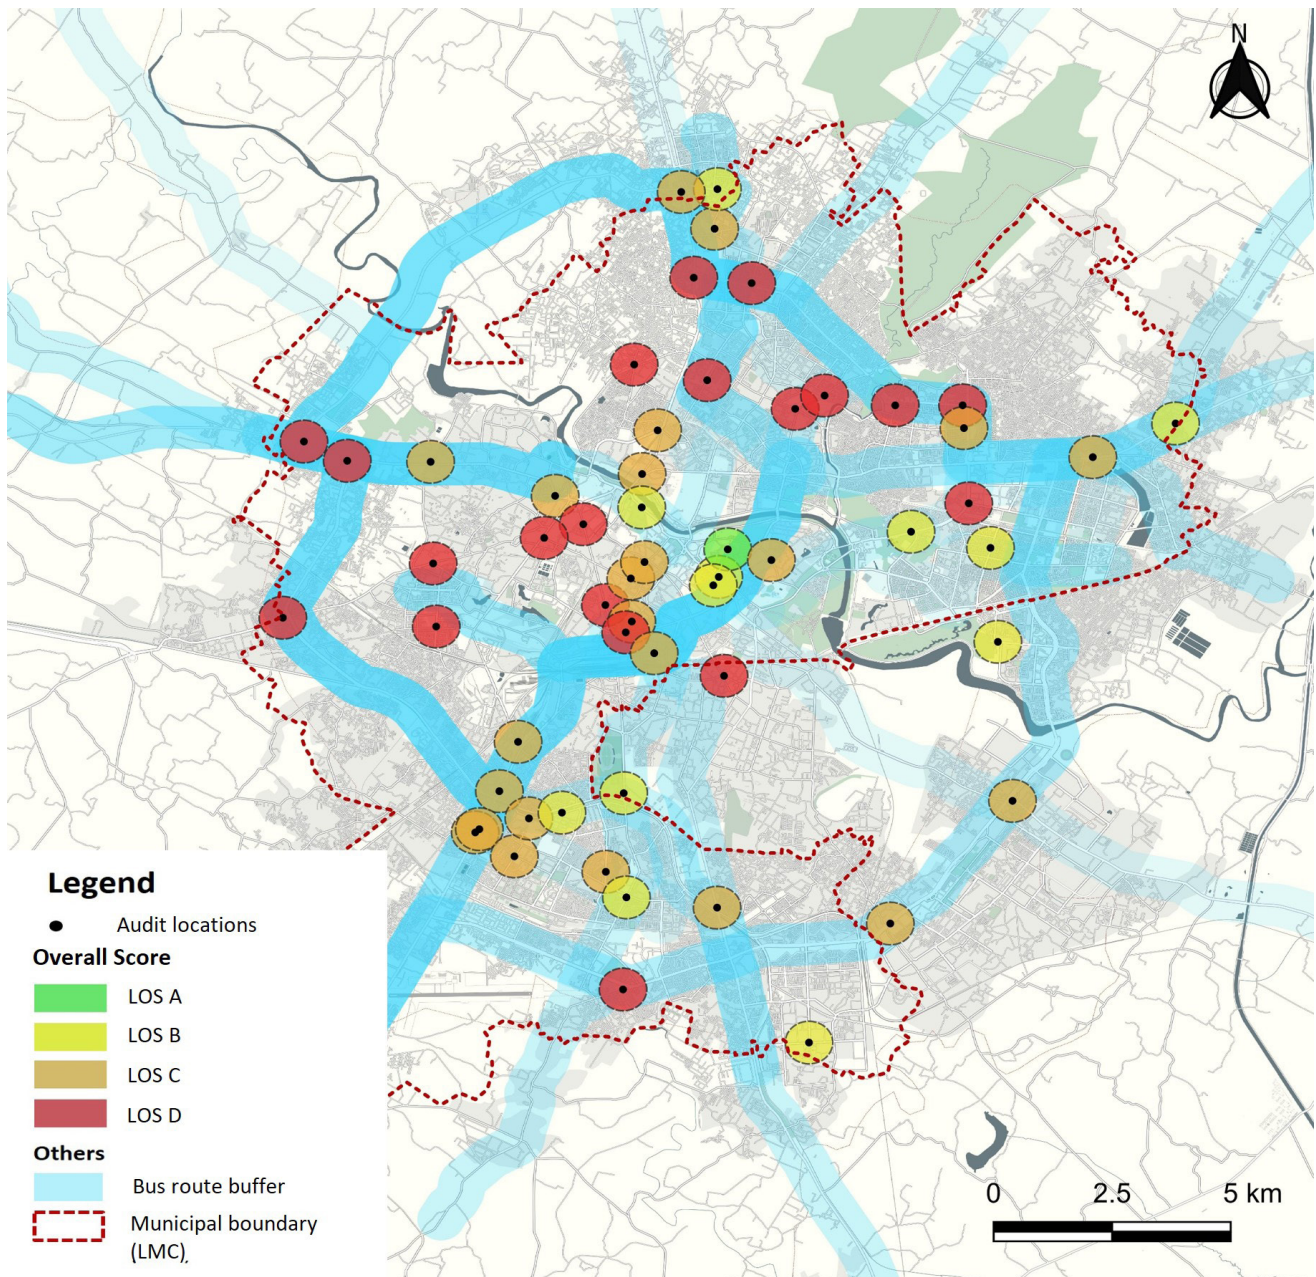 N
Legend
Audit locations
Overall Score
LOS A
LOS B
LOS C
LOS D
Others
Bus route buffer
Municipal boundary
(LMC),
0 2.5 5 km